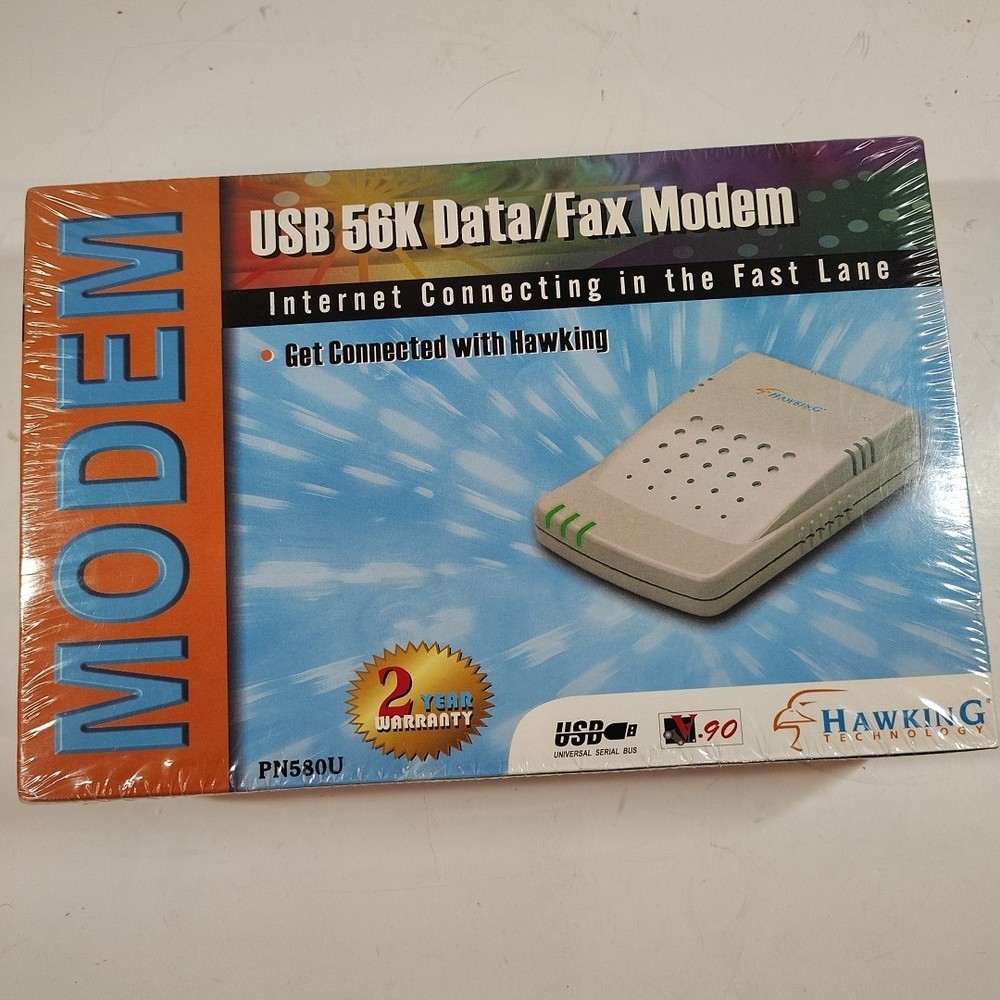 MODEM
USB 56K Data/Fax Modem
Internet Connecting in the Fast Lane
• Get Connected with Hawking
HAWKING
2 YEAR
WARRANTY
PN580U
USB
UNIVERSAL SERIAL BUS
V.90
HAWKING®
TECHNOLOGY